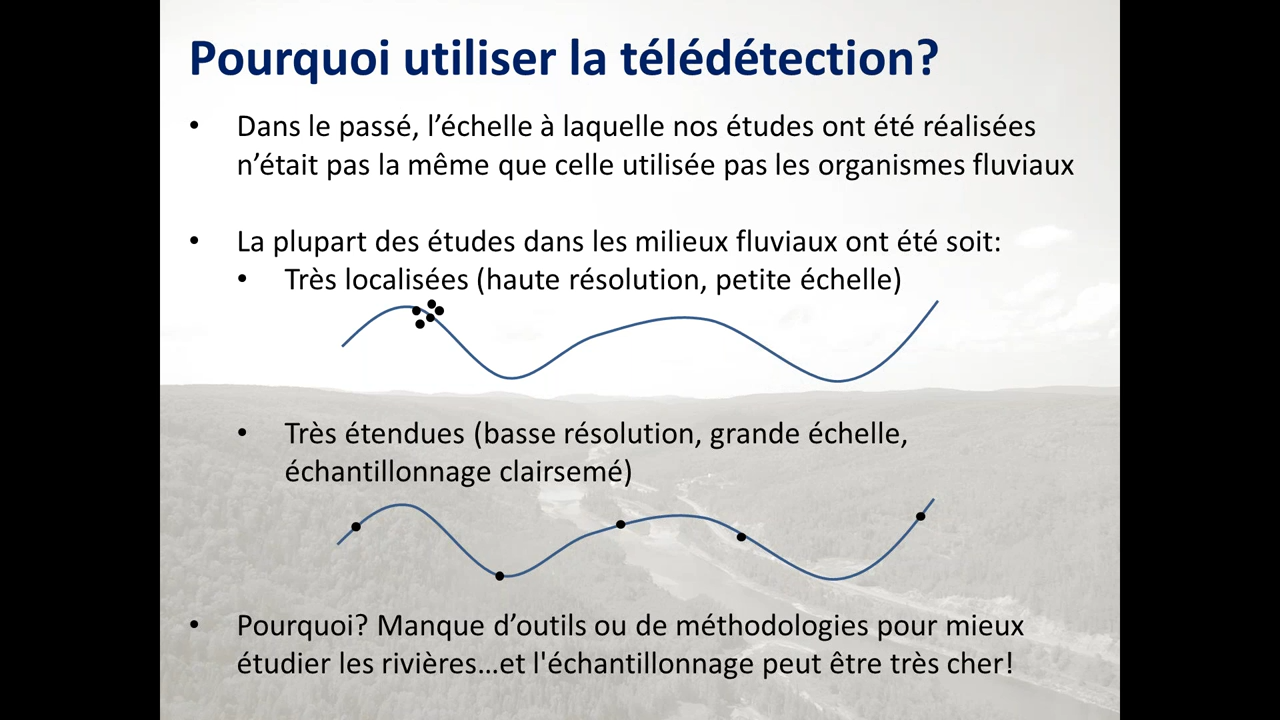 Pourquoi utiliser la télédétection?
• Dans le passé, l’échelle à laquelle nos études ont été réalisées
n’était pas la même que celle utilisée pas les organismes fluviaux
• La plupart des études dans les milieux fluviaux ont été soit:
• Très localisées (haute résolution, petite échelle)
• Très étendues (basse résolution, grande échelle,
échantillonnage clairsemé)
• Pourquoi? Manque d’outils ou de méthodologies pour mieux
étudier les rivières…et l'échantillonnage peut être très cher!